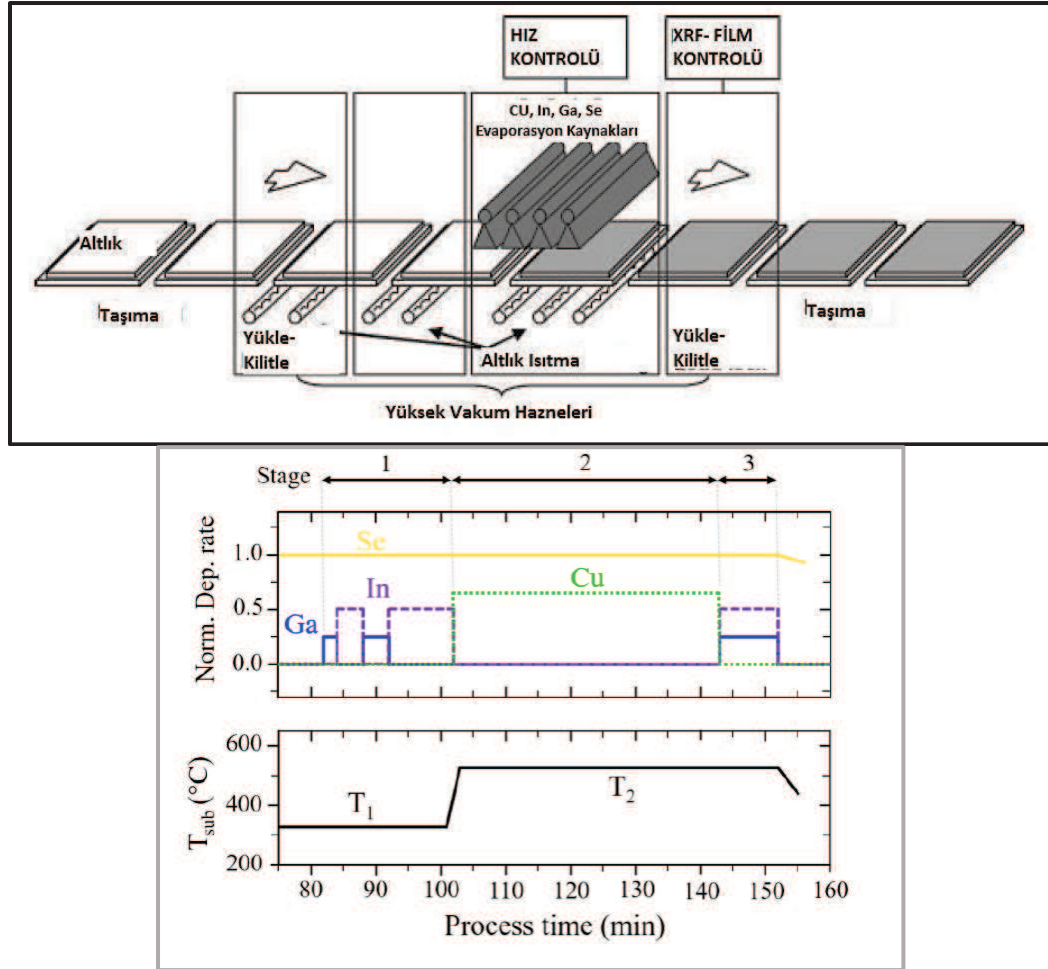 HIZ
KONTROLÜ
XRF- FİLM
KONTROLÜ
CU, In, Ga, Se
Evaporasyon Kaynakları
Altlık
Taşıma
Yükle-
Kilitle
Altlık Isıtma
Yükle-
Kilitle
Taşıma
Yüksek Vakum Hazneleri
Stage 1 2 3
Norm. Dep. rate
1.0
0.5
0.0
Se
In
Cu
Ga
T_sub (°C)
600
400
200
T₁
T₂
80 90 100 110 120 130 140 150 160
Process time (min)